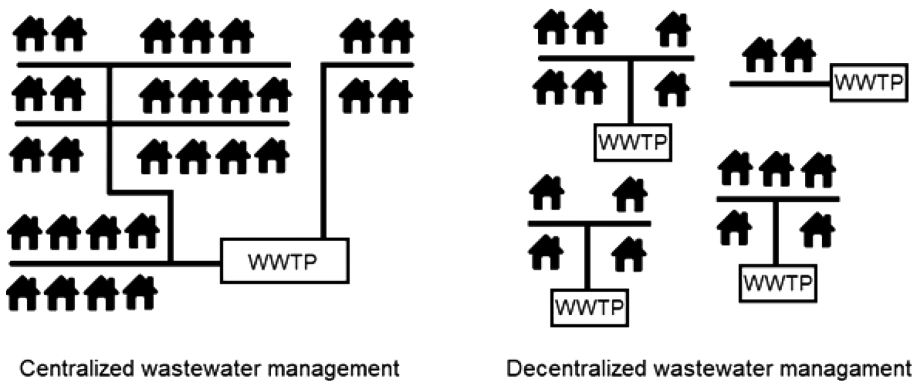 WWTP
WWTP
WWTP
WWTP
WWTP
Centralized wastewater management
Decentralized wastewater managament